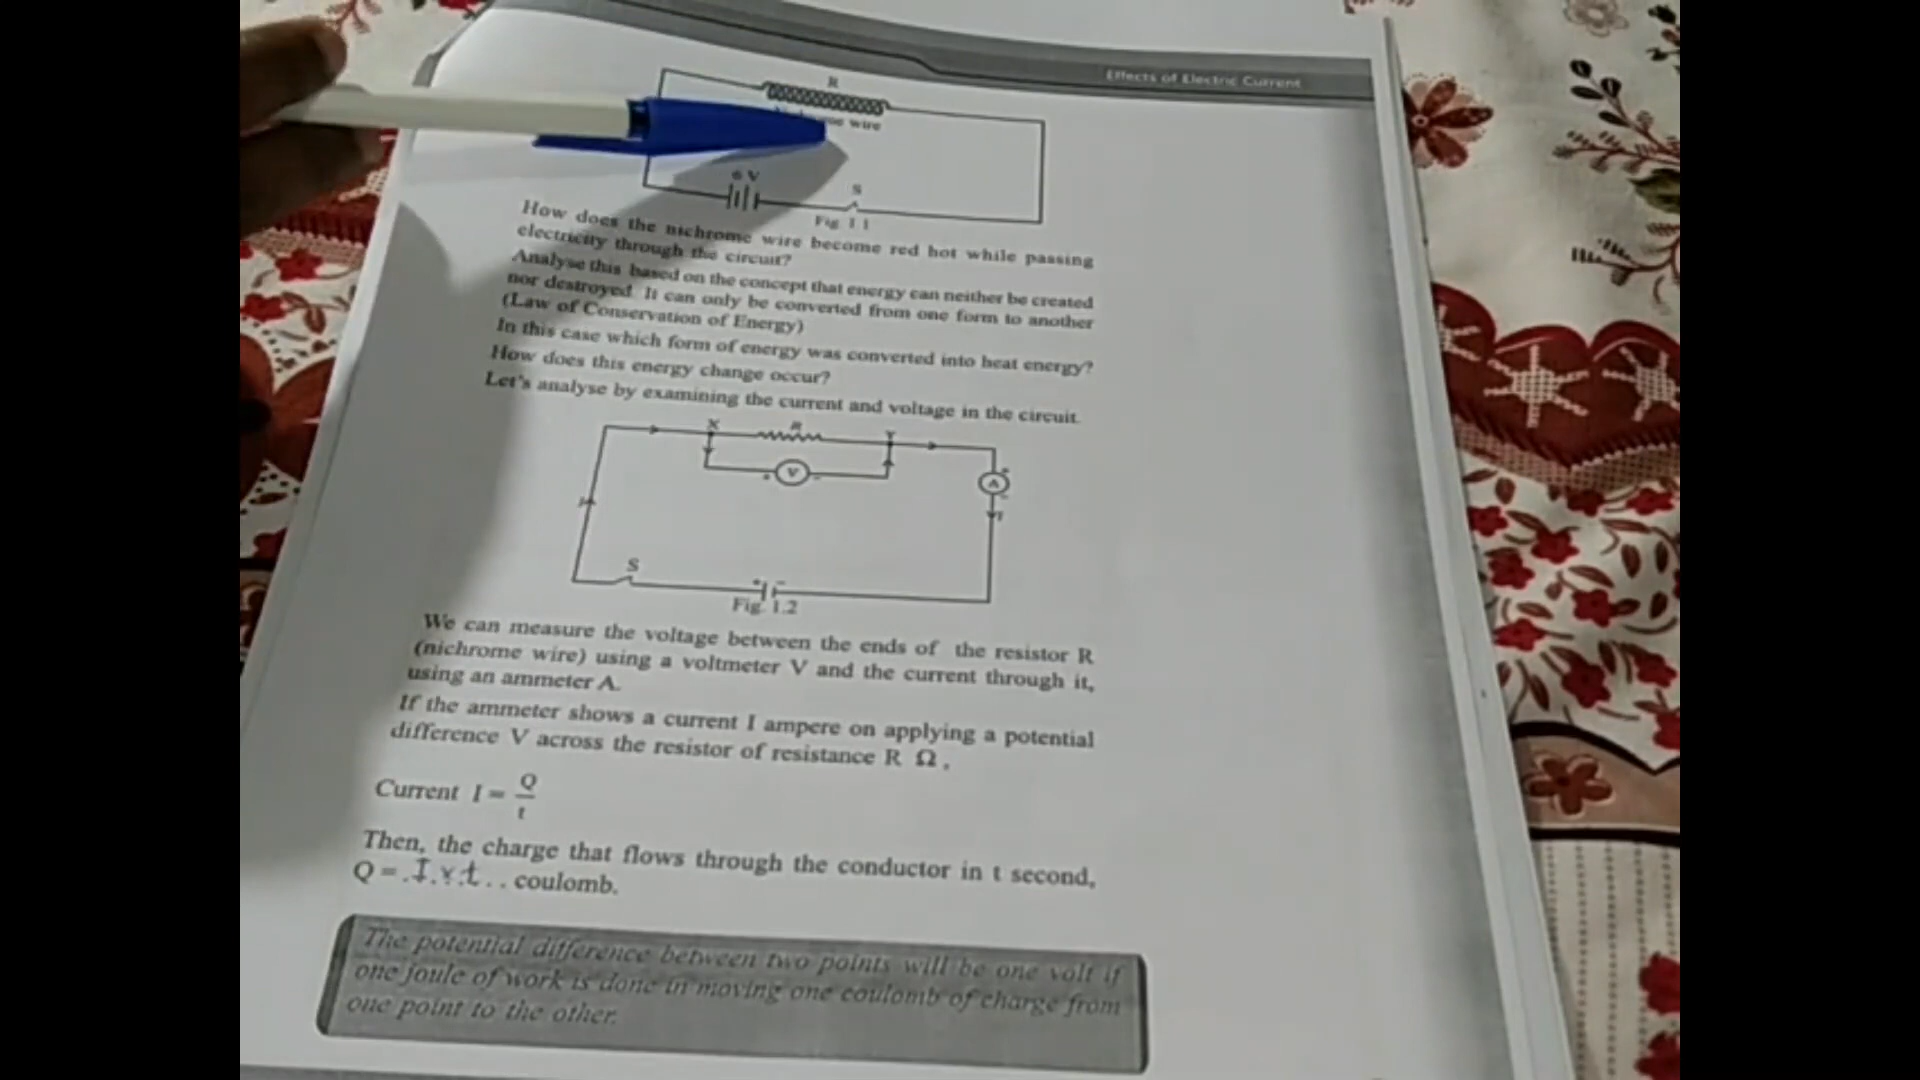 Effects of Electric Current
R
wire
6 V
S
Fig 1.1
How does the nichrome wire become red hot while passing
electricity through the circuit?
Analyse this based on the concept that energy can neither be created
nor destroyed. It can only be converted from one form to another
(Law of Conservation of Energy)
In this case which form of energy was converted into heat energy?
How does this energy change occur?
Let's analyse by examining the current and voltage in the circuit.
X R Y
+ V -
+
A
-
I
S
+ -
Fig. 1.2
We can measure the voltage between the ends of the resistor R
(nichrome wire) using a voltmeter V and the current through it,
using an ammeter A.
If the ammeter shows a current I ampere on applying a potential
difference V across the resistor of resistance R Ω.
Current I = Q/t
Then, the charge that flows through the conductor in t second,
Q = .I.x.t.. coulomb.
The potential difference between two points will be one volt if
one joule of work is done in moving one coulomb of charge from
one point to the other.